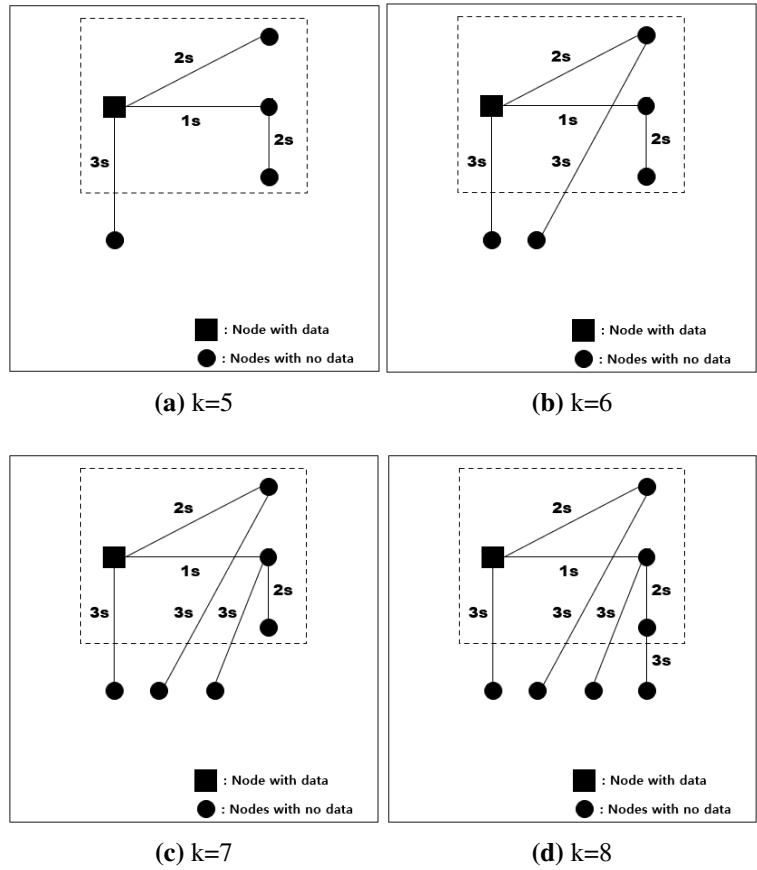 2s
1s
2s
3s
: Node with data
: Nodes with no data
(a) k=5
2s
1s
2s
3s
3s
: Node with data
: Nodes with no data
(b) k=6
2s
1s
2s
3s
3s
3s
: Node with data
: Nodes with no data
(c) k=7
2s
1s
2s
3s
3s
3s
3s
: Node with data
: Nodes with no data
(d) k=8